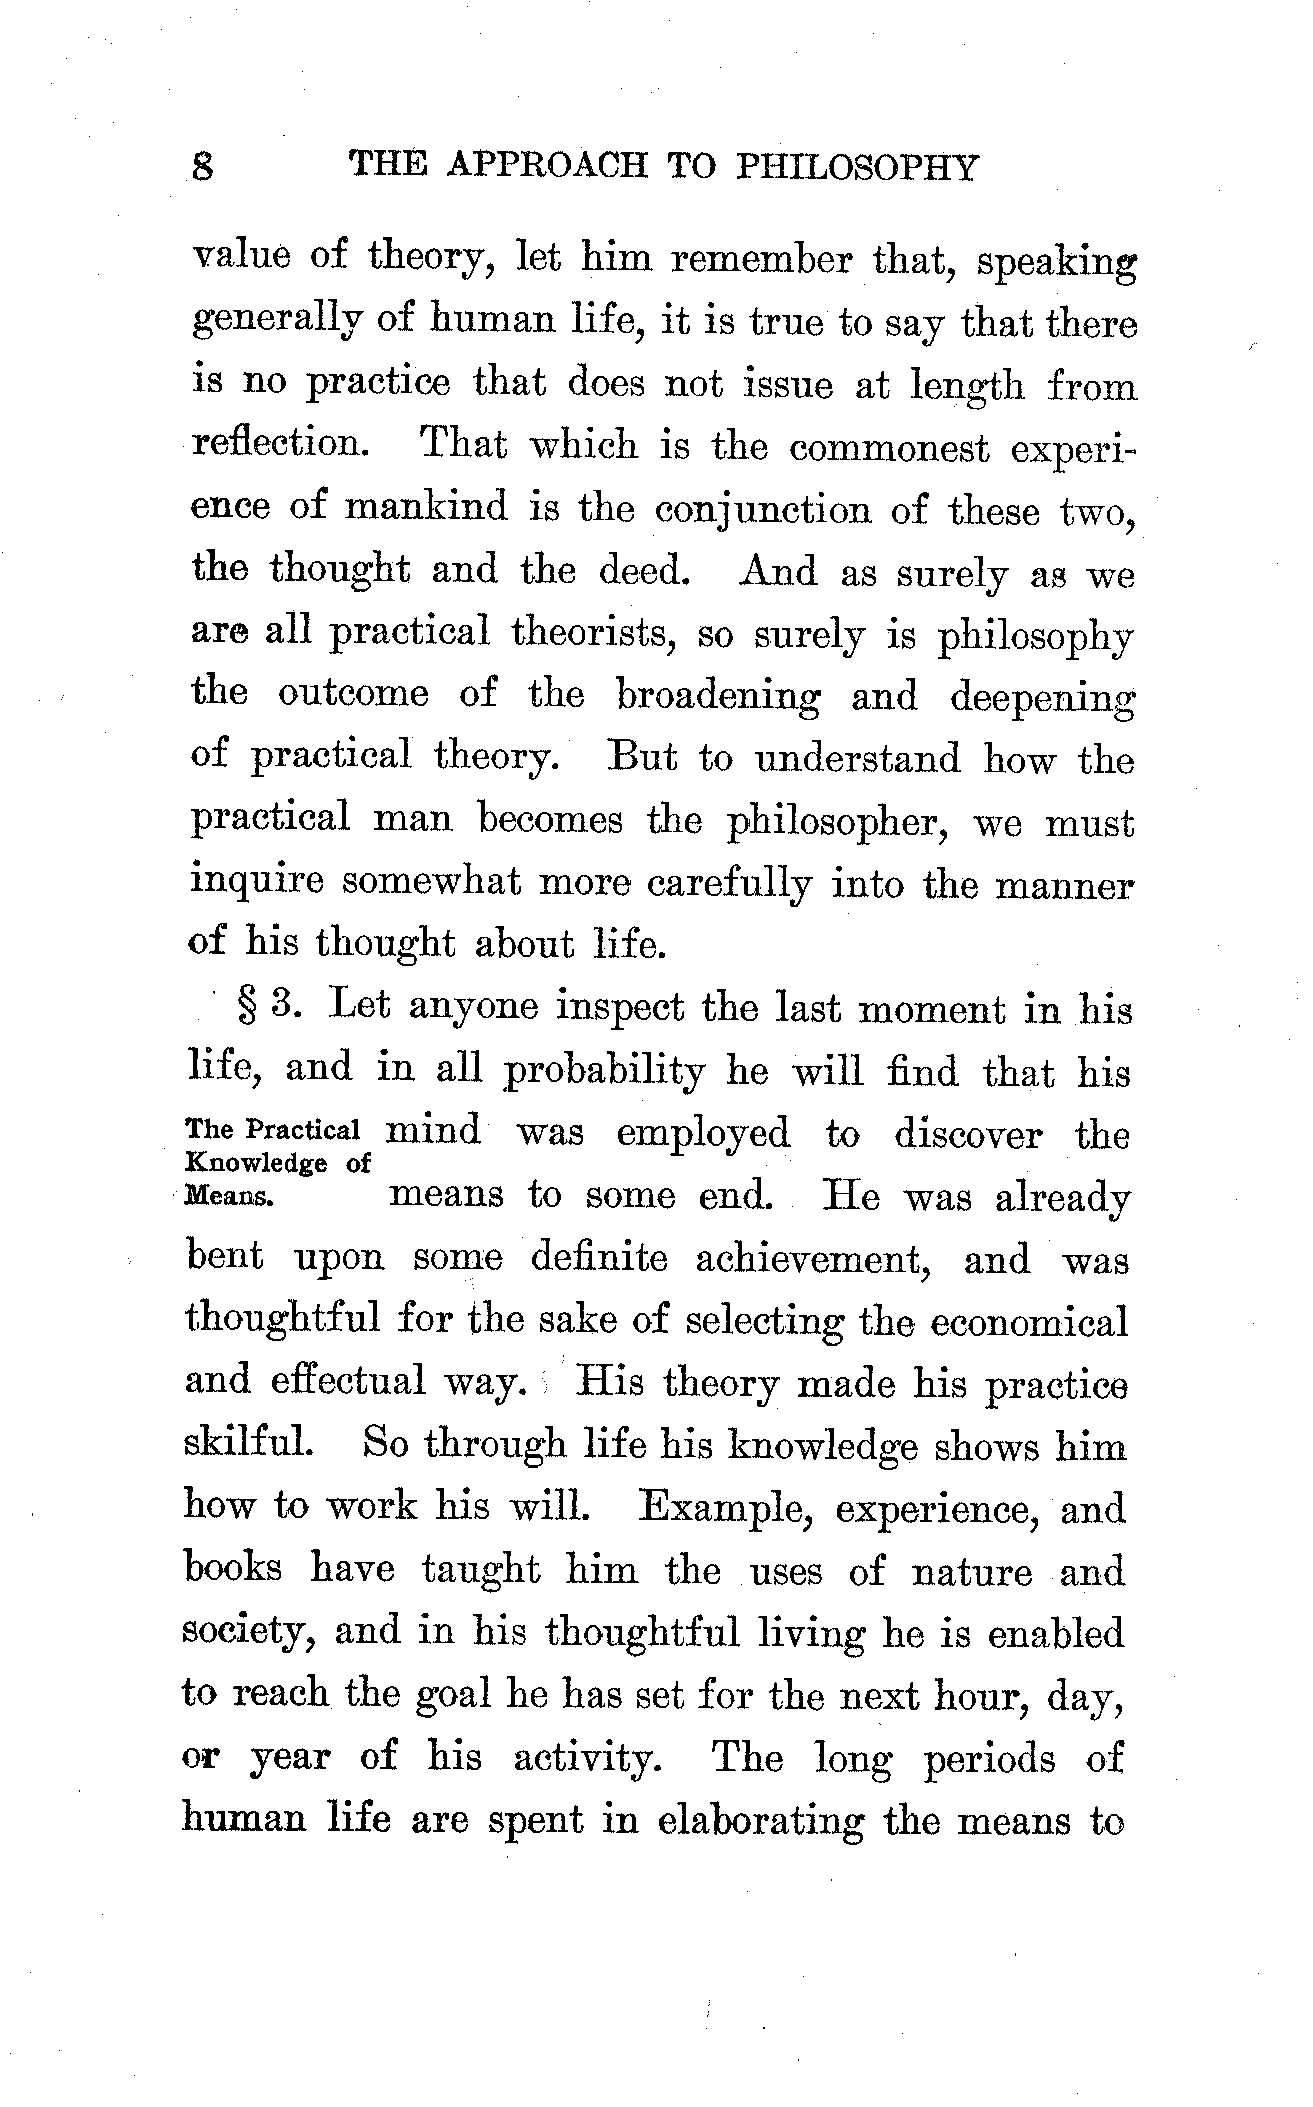 8 THE APPROACH TO PHILOSOPHY
value of theory, let him remember that, speaking
generally of human life, it is true to say that there
is no practice that does not issue at length from
reflection. That which is the commonest experi-
ence of mankind is the conjunction of these two,
the thought and the deed. And as surely as we
are all practical theorists, so surely is philosophy
the outcome of the broadening and deepening
of practical theory. But to understand how the
practical man becomes the philosopher, we must
inquire somewhat more carefully into the manner
of his thought about life.
§ 3. Let anyone inspect the last moment in his
life, and in all probability he will find that his
The Practical
Knowledge of
Means.
mind was employed to discover the
means to some end. He was already
bent upon some definite achievement, and was
thoughtful for the sake of selecting the economical
and effectual way. His theory made his practice
skilful. So through life his knowledge shows him
how to work his will. Example, experience, and
books have taught him the uses of nature and
society, and in his thoughtful living he is enabled
to reach the goal he has set for the next hour, day,
or year of his activity. The long periods of
human life are spent in elaborating the means to